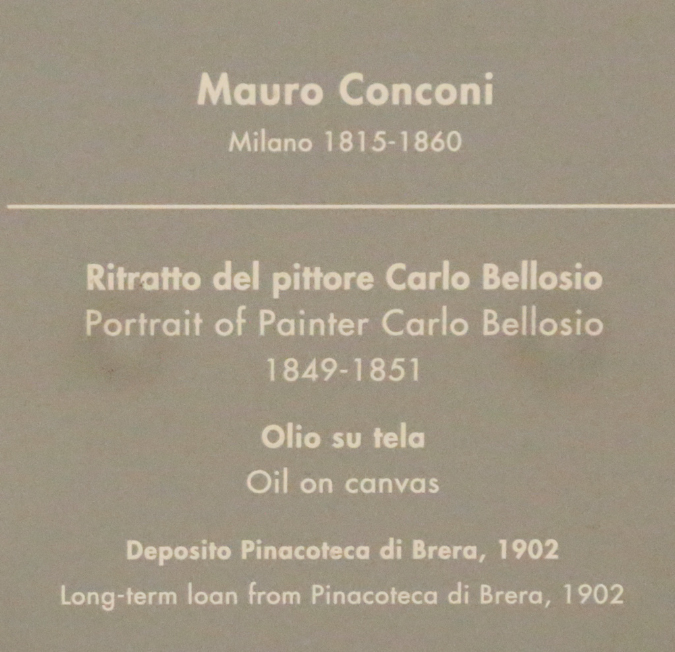 Mauro Conconi
Milano 1815-1860
Ritratto del pittore Carlo Bellosio
Portrait of Painter Carlo Bellosio
1849-1851
Olio su tela
Oil on canvas
Deposito Pinacoteca di Brera, 1902
Long-term loan from Pinacoteca di Brera, 1902